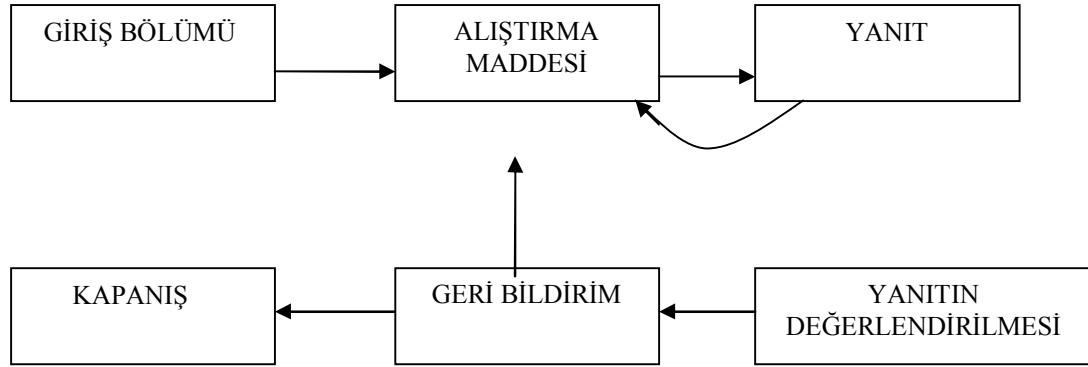 GİRİŞ BÖLÜMÜ
ALIŞTIRMA
MADDESİ
YANIT
KAPANIŞ
GERİ BİLDİRİM
YANITIN
DEĞERLENDİRİLMESİ